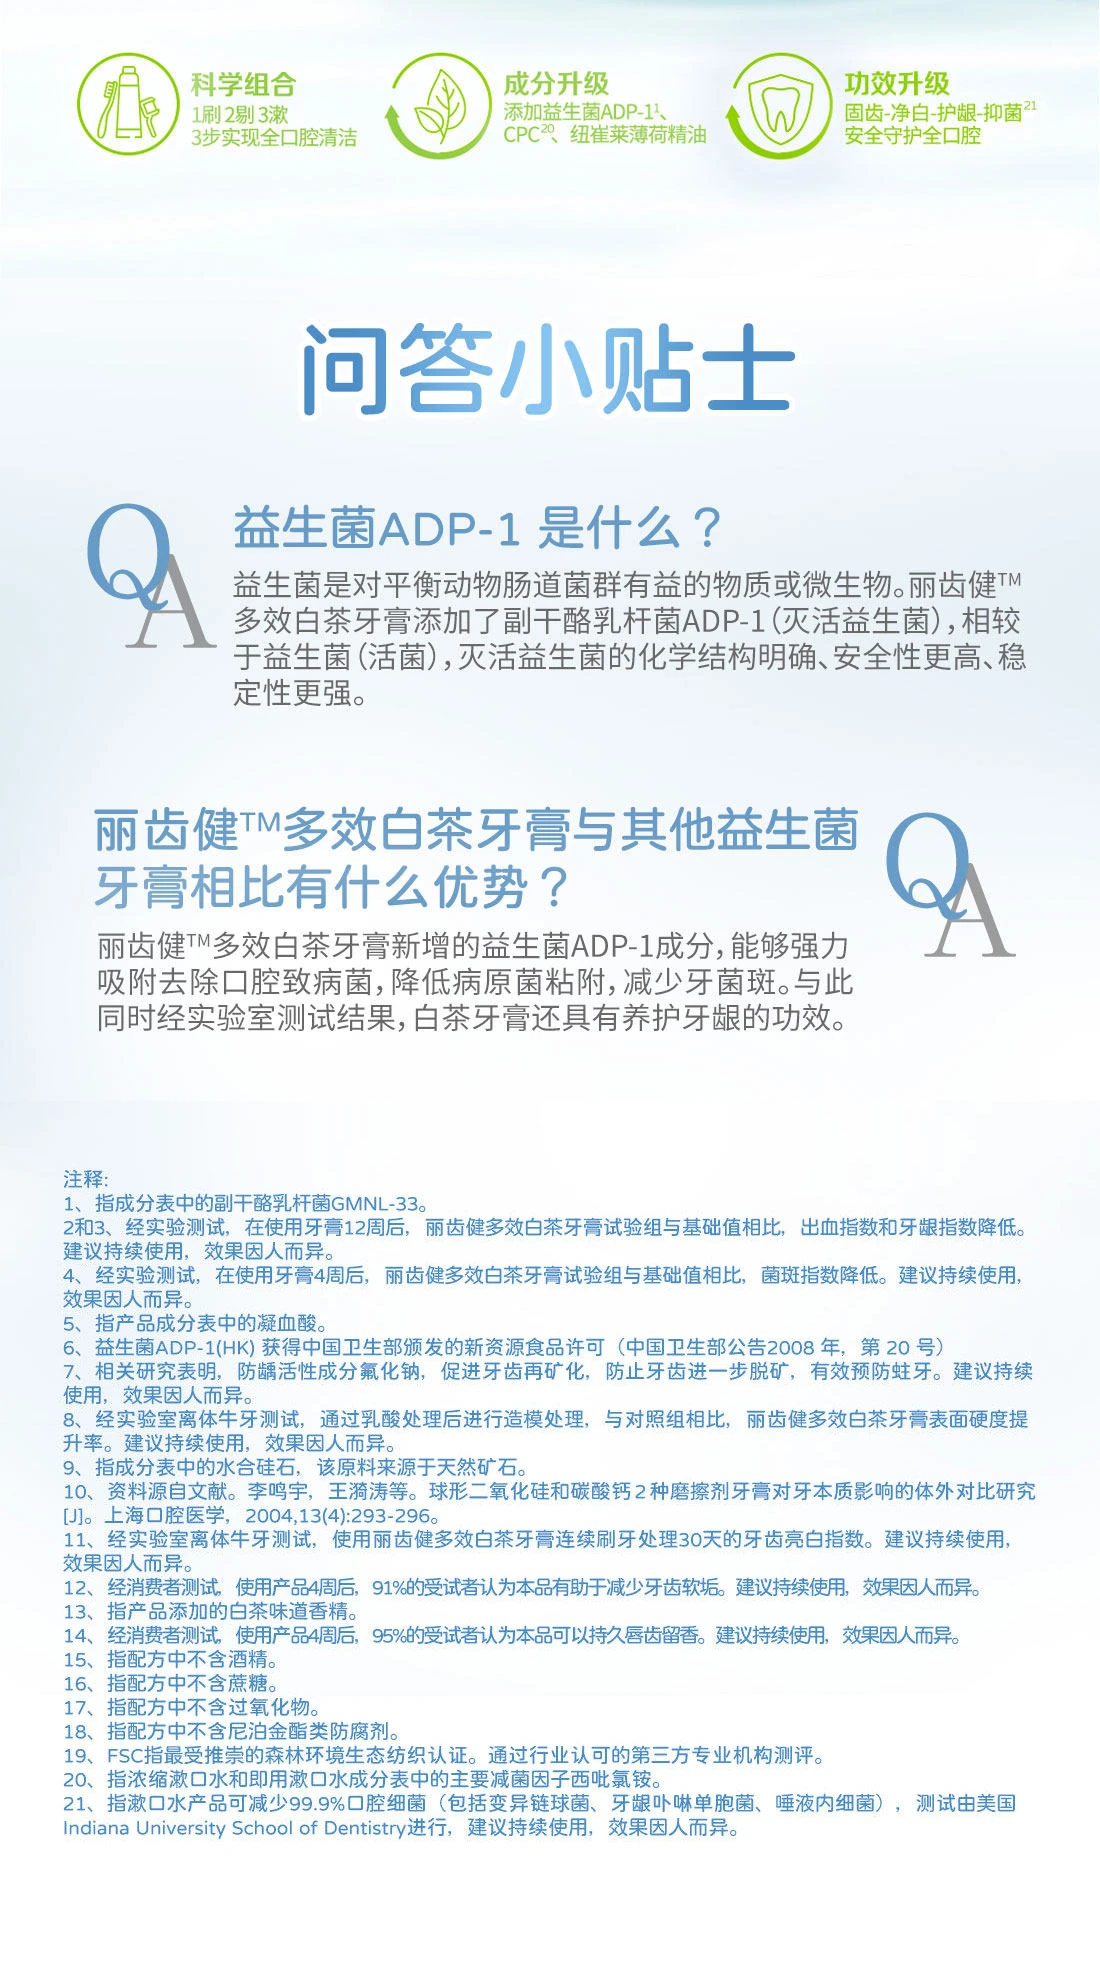 科学组合
1刷 2剔 3漱
3步实现全口腔清洁
成分升级
添加益生菌ADP-1¹、
CPC²⁰、纽崔莱薄荷精油
功效升级
固齿-净白-护龈-抑菌²¹
安全守护全口腔
问答小贴士
QA
益生菌ADP-1 是什么？
益生菌是对平衡动物肠道菌群有益的物质或微生物。丽齿健™
多效白茶牙膏添加了副干酪乳杆菌ADP-1（灭活益生菌），相较
于益生菌（活菌），灭活益生菌的化学结构明确、安全性更高、稳
定性更强。
丽齿健™多效白茶牙膏与其他益生菌
牙膏相比有什么优势？
QA
丽齿健™多效白茶牙膏新增的益生菌ADP-1成分，能够强力
吸附去除口腔致病菌，降低病原菌粘附，减少牙菌斑。与此
同时经实验室测试结果，白茶牙膏还具有养护牙龈的功效。
注释:
1、指成分表中的副干酪乳杆菌GMNL-33。
2和3、经实验测试，在使用牙膏12周后，丽齿健多效白茶牙膏试验组与基础值相比，出血指数和牙龈指数降低。
建议持续使用，效果因人而异。
4、经实验测试，在使用牙膏4周后，丽齿健多效白茶牙膏试验组与基础值相比，菌斑指数降低。建议持续使用，
效果因人而异。
5、指产品成分表中的凝血酸。
6、益生菌ADP-1(HK) 获得中国卫生部颁发的新资源食品许可（中国卫生部公告2008 年，第 20 号）
7、相关研究表明，防龋活性成分氟化钠，促进牙齿再矿化，防止牙齿进一步脱矿，有效预防蛀牙。建议持续
使用，效果因人而异。
8、经实验室离体牛牙测试，通过乳酸处理后进行造模处理，与对照组相比，丽齿健多效白茶牙膏表面硬度提
升率。建议持续使用，效果因人而异。
9、指成分表中的水合硅石，该原料来源于天然矿石。
10、资料源自文献。李鸣宇，王漪涛等。球形二氧化硅和碳酸钙2种磨擦剂牙膏对牙本质影响的体外对比研究
[J]。上海口腔医学，2004,13(4):293-296。
11、经实验室离体牛牙测试，使用丽齿健多效白茶牙膏连续刷牙处理30天的牙齿亮白指数。建议持续使用，
效果因人而异。
12、经消费者测试，使用产品4周后，91%的受试者认为本品有助于减少牙齿软垢。建议持续使用，效果因人而异。
13、指产品添加的白茶味道香精。
14、经消费者测试，使用产品4周后，95%的受试者认为本品可以持久唇齿留香。建议持续使用，效果因人而异。
15、指配方中不含酒精。
16、指配方中不含蔗糖。
17、指配方中不含过氧化物。
18、指配方中不含尼泊金酯类防腐剂。
19、FSC指最受推崇的森林环境生态纺织认证。通过行业认可的第三方专业机构测评。
20、指浓缩漱口水和即用漱口水成分表中的主要减菌因子西吡氯铵。
21、指漱口水产品可减少99.9%口腔细菌（包括变异链球菌、牙龈卟啉单胞菌、唾液内细菌），测试由美国
Indiana University School of Dentistry进行，建议持续使用，效果因人而异。